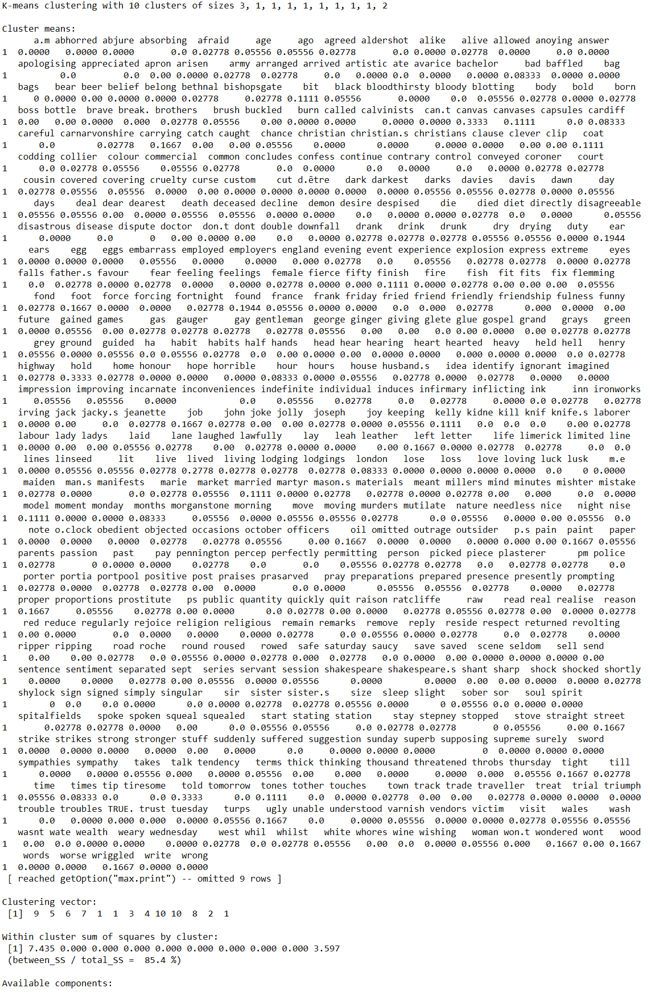 K-means clustering with 10 clusters of sizes 3, 1, 1, 1, 1, 1, 1, 1, 1, 2
Cluster means:
a.m abhorred abjure absorbing afraid age ago agreed aldershot alike alive allowed anoying answer
1 0.0000 0.0000 0.0000 0.0 0.02778 0.05556 0.05556 0.02778 0.0 0.0000 0.02778 0.0000 0.0 0.0000
apologising appreciated apron arisen army arranged arrived artistic ate avarice bachelor bad baffled bag
1 0.0 0.0 0.00 0.0000 0.02778 0.02778 0.0 0.0000 0.0 0.0000 0.0000 0.08333 0.0000 0.0000
bags bear beer belief belong bethnal bishopsgate bit black bloodthirsty bloody blotting body bold born
1 0 0.0000 0.00 0.0000 0.0000 0.02778 0.02778 0.1111 0.05556 0.0000 0.0 0.05556 0.02778 0.0000 0.02778
boss bottle brave break. brothers brush buckled burn called calvinists can.t canvas canvases capsules cardiff
1 0.00 0.00 0.0000 0.000 0.02778 0.05556 0.00 0.0000 0.0000 0.0000 0.0000 0.3333 0.1111 0.0 0.08333
careful carnarvonshire carrying catch caught chance christian christian.s christians clause clever clip coat
1 0.0 0.02778 0.1667 0.00 0.00 0.05556 0.0000 0.0000 0.0000 0.0000 0.00 0.00 0.1111
codding collier colour commercial common concludes confess continue contrary control conveyed coroner court
1 0.0 0.02778 0.05556 0.05556 0.02778 0.0 0.0000 0.0 0.0000 0.0 0.02778 0.02778 0.02778
cousin covered covering cruelty curse custom cut d.être dark darkest darks davies davis dawn day
1 0.02778 0.05556 0.05556 0.0000 0.00 0.0000 0.0000 0.0000 0.0000 0.0000 0.05556 0.05556 0.02778 0.0000 0.05556
days deal dear dearest death deceased decline demon desire despised die died diet directly disagreeable
1 0.05556 0.05556 0.00 0.0000 0.05556 0.05556 0.0000 0.0000 0.0 0.0000 0.0000 0.02778 0.0 0.0000 0.05556
disastrous disease dispute doctor don.t dont double downfall drank drink drunk dry drying duty ear
1 0.0000 0.0 0 0.00 0.0000 0.00 0.0 0.0000 0.02778 0.02778 0.02778 0.05556 0.05556 0.0000 0.1944
ears egg eggs embarrass employed employers england evening event experience explosion express extreme eyes
1 0.0000 0.0000 0.0000 0.05556 0.0000 0.0000 0.000 0.02778 0.0 0.05556 0.02778 0.02778 0.0000 0.02778
falls father.s favour fear feeling feelings female fierce fifty finish fire fish fit fits fix flemming
1 0.0 0.02778 0.0000 0.02778 0.0000 0.0000 0.02778 0.0000 0.000 0.1111 0.0000 0.02778 0.00 0.00 0.00 0.05556
fond foot force forcing fortnight found france frank friday fried friend friendly friendship fulness funny
1 0.02778 0.1667 0.0000 0.0000 0.02778 0.1944 0.05556 0.0000 0.0000 0.0 0.000 0.02778 0.000 0.0000 0.00
future gained games gas gauger gay gentleman george ginger giving glete glue gospel grand grays green
1 0.0000 0.05556 0.00 0.02778 0.02778 0.02778 0.02778 0.05556 0.00 0.00 0.0 0.00 0.0000 0.00 0.02778 0.02778
grey ground guided ha habit habits half hands head hear hearing heart hearted heavy held hell henry
1 0.05556 0.0000 0.05556 0.0 0.05556 0.02778 0.0 0.00 0.0000 0.00 0.0000 0.0000 0.000 0.0000 0.0000 0.0 0.02778
highway hold home honour hope horrible hour hours house husband.s idea identify ignorant imagined
1 0.02778 0.3333 0.02778 0.0000 0.0000 0.0000 0.08333 0.0000 0.05556 0.02778 0.0000 0.02778 0.0000 0.0000
impression improving incarnate inconveniences indefinite individual induces infirmary inflicting ink inn ironworks
1 0.05556 0.05556 0.0000 0.0 0.05556 0.02778 0.0 0.02778 0.0000 0.0 0.02778 0.02778
irving jack jacky.s jeanette job john joke jolly joseph joy keeping kelly kidne kill knif knife.s laborer
1 0.0000 0.00 0.0 0.02778 0.1667 0.02778 0.00 0.00 0.02778 0.0000 0.05556 0.1111 0.0 0.0 0.0 0.00 0.02778
labour lady ladys laid lane laughed lawfully lay leah leather left letter life limerick limited line
1 0.0000 0.00 0.00 0.05556 0.02778 0.00 0.02778 0.0000 0.0000 0.00 0.1667 0.0000 0.02778 0.02778 0.0 0.0
lines linseed lit live lived living lodging lodgings london lose loss love loving luck lusk m.e
1 0.0000 0.05556 0.05556 0.02778 0.2778 0.02778 0.02778 0.02778 0.08333 0.0000 0.0000 0.0000 0.0000 0.0 0 0.0000
maiden man.s manifests marie market married martyr mason.s materials meant millers mind minutes mishter mistake
1 0.02778 0.0000 0.0 0.02778 0.05556 0.1111 0.0000 0.02778 0.02778 0.0000 0.02778 0.00 0.000 0.0 0.0000
model moment monday months morganstone morning move moving murders mutilate nature needless nice night nise
1 0.1111 0.0000 0.0000 0.08333 0.05556 0.0000 0.05556 0.05556 0.02778 0.0 0.05556 0.0000 0.00 0.05556 0.0
note o.clock obedient objected occasions october officers oil omitted outrage outsider p.s pain paint paper
1 0.0000 0.0000 0.0000 0.02778 0.02778 0.05556 0.00 0.1667 0.0000 0.0000 0.0000 0.000 0.00 0.1667 0.05556
parents passion past pay pennington percep perfectly permitting person picked piece plasterer pm police
1 0.02778 0 0.0000 0.0000 0.02778 0.0 0.0 0.05556 0.02778 0.02778 0.0 0.02778 0.02778 0.0
porter portia portpool positive post praises prasarved pray preparations prepared presence presently prompting
1 0.02778 0.0000 0.02778 0.02778 0.00 0.0000 0.0 0.0000 0.05556 0.05556 0.02778 0.0000 0.02778
proper proportions prostitute ps public quantity quickly quit raison ratcliffe raw read real realise reason
1 0.1667 0.05556 0.02778 0.00 0.0000 0.0 0.02778 0.00 0.0000 0.02778 0.05556 0.02778 0.00 0.0000 0.02778
red reduce regularly rejoice religion religious remain remarks remove reply reside respect returned revolting
1 0.00 0.0000 0.0 0.0000 0.0000 0.0000 0.02778 0.0 0.05556 0.0000 0.02778 0.0 0.02778 0.0000
ripper ripping road roche round roused rowed safe saturday saucy save saved scene seldom sell send
1 0.00 0.00 0.02778 0.0 0.05556 0.0000 0.02778 0.000 0.02778 0.0 0.0000 0.00 0.0000 0.0000 0.0000 0.00
sentence sentiment separated sept series servant session shakespeare shakespeare.s shant sharp shock shocked shortly
1 0.0000 0.0000 0.02778 0.00 0.05556 0.0000 0.05556 0.0000 0.0000 0.00 0.00 0.0000 0.0000 0.02778
shylock sign signed simply singular sir sister sister.s size sleep slight sober sor soul spirit
1 0 0.0 0.0 0.0000 0.0 0.0000 0.02778 0.02778 0.05556 0.0000 0 0.05556 0.0 0.0000 0.0000
spitalfields spoke spoken squeal squealed start stating station stay stepney stopped stove straight street
1 0.02778 0.02778 0.0000 0.00 0.0 0.05556 0.05556 0.0 0.02778 0.02778 0 0.05556 0.00 0.1667
strike strikes strong stronger stuff suddenly suffered suggestion sunday superb supposing supreme surely sword
1 0.0000 0.0000 0.0000 0.0000 0.00 0.0000 0.0 0.0000 0.0000 0.0000 0 0.0000 0.0000 0.0000
sympathies sympathy takes talk tendency terms thick thinking thousand threatened throbs thursday tight till
1 0.0000 0.0000 0.05556 0.000 0.0000 0.05556 0.00 0.000 0.0000 0.0000 0.000 0.05556 0.1667 0.02778
time times tip tiresome told tomorrow tones tother touches town track trade traveller treat trial triumph
1 0.05556 0.08333 0.0 0.0 0.3333 0.0 0.1111 0.0 0.0000 0.02778 0.00 0.00 0.02778 0.0000 0.0000 0.0000
trouble troubles TRUE. trust tuesday turps ugly unable understood varnish vendors victim visit wales wash
1 0.0 0.0000 0.000 0.000 0.0000 0.05556 0.1667 0.0 0.0000 0.05556 0.0000 0.0000 0.02778 0.05556 0.05556
wasnt wate wealth weary wednesday west whil whilst white whores wine wishing woman won.t wondered wont wood
1 0.00 0.0 0.0000 0.0000 0.0000 0.02778 0.0 0.02778 0.05556 0.00 0.0 0.0000 0.05556 0.000 0.1667 0.00 0.1667
words worse wriggled write wrong
1 0.0000 0.0000 0.1667 0.0000 0.0000
[ reached getOption("max.print") -- omitted 9 rows ]
Clustering vector:
[1] 9 5 6 7 1 1 3 4 10 10 8 2 1
Within cluster sum of squares by cluster:
[1] 7.435 0.000 0.000 0.000 0.000 0.000 0.000 0.000 0.000 3.597
(between_SS / total_SS = 85.4 %)
Available components: